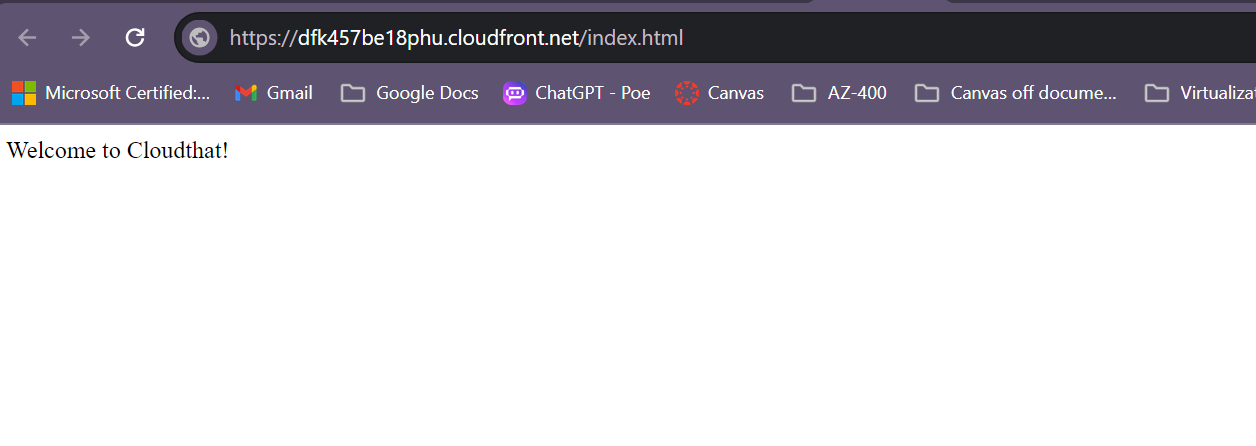 https://dfk457be18phu.cloudfront.net/index.html
Microsoft Certified:... Gmail Google Docs ChatGPT - Poe Canvas AZ-400 Canvas off docume... Virtualizat
Welcome to Cloudthat!